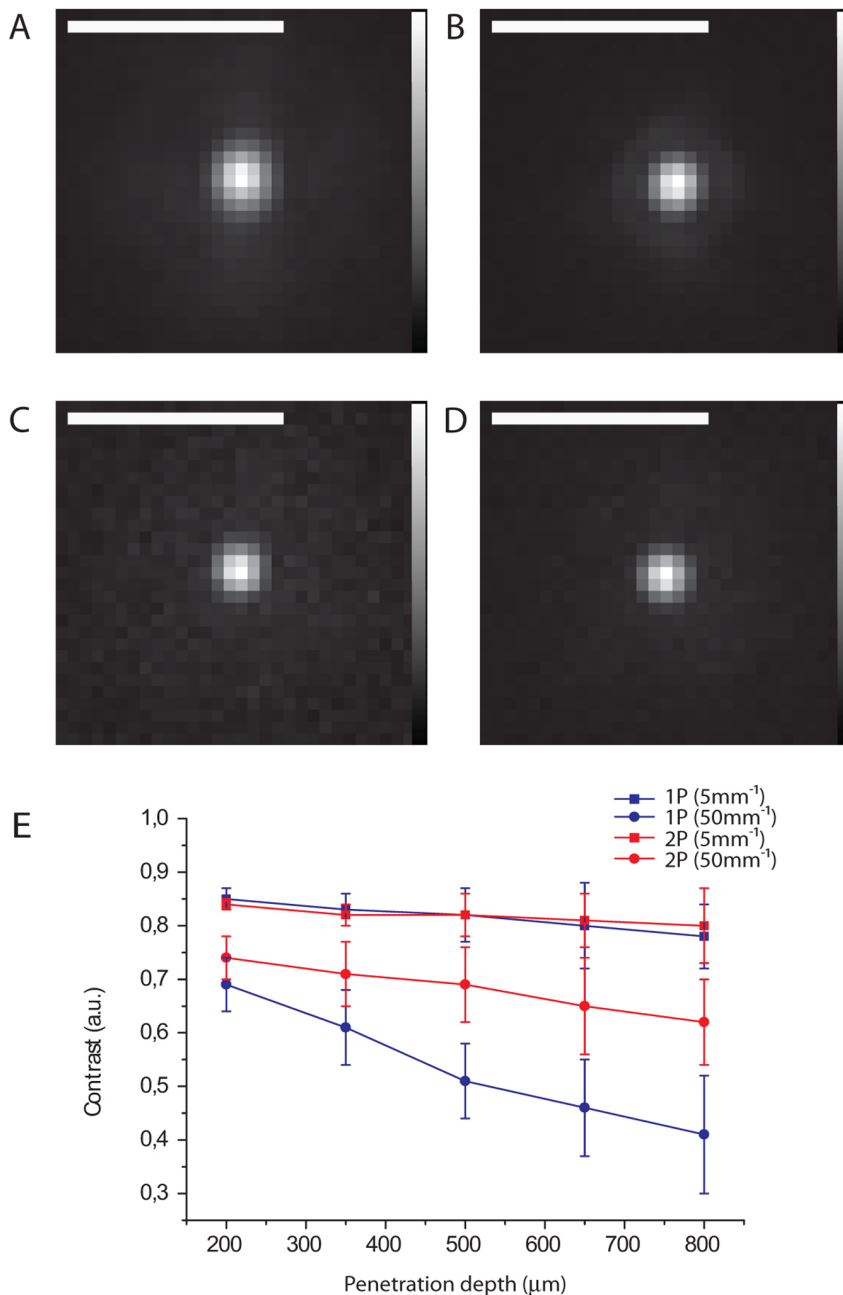 A
B
C
D
E
1P (5mm⁻¹)
1P (50mm⁻¹)
2P (5mm⁻¹)
2P (50mm⁻¹)
1,0
0,9
0,8
0,7
0,6
0,5
0,4
0,3
Contrast (a.u.)
200 300 400 500 600 700 800
Penetration depth (μm)